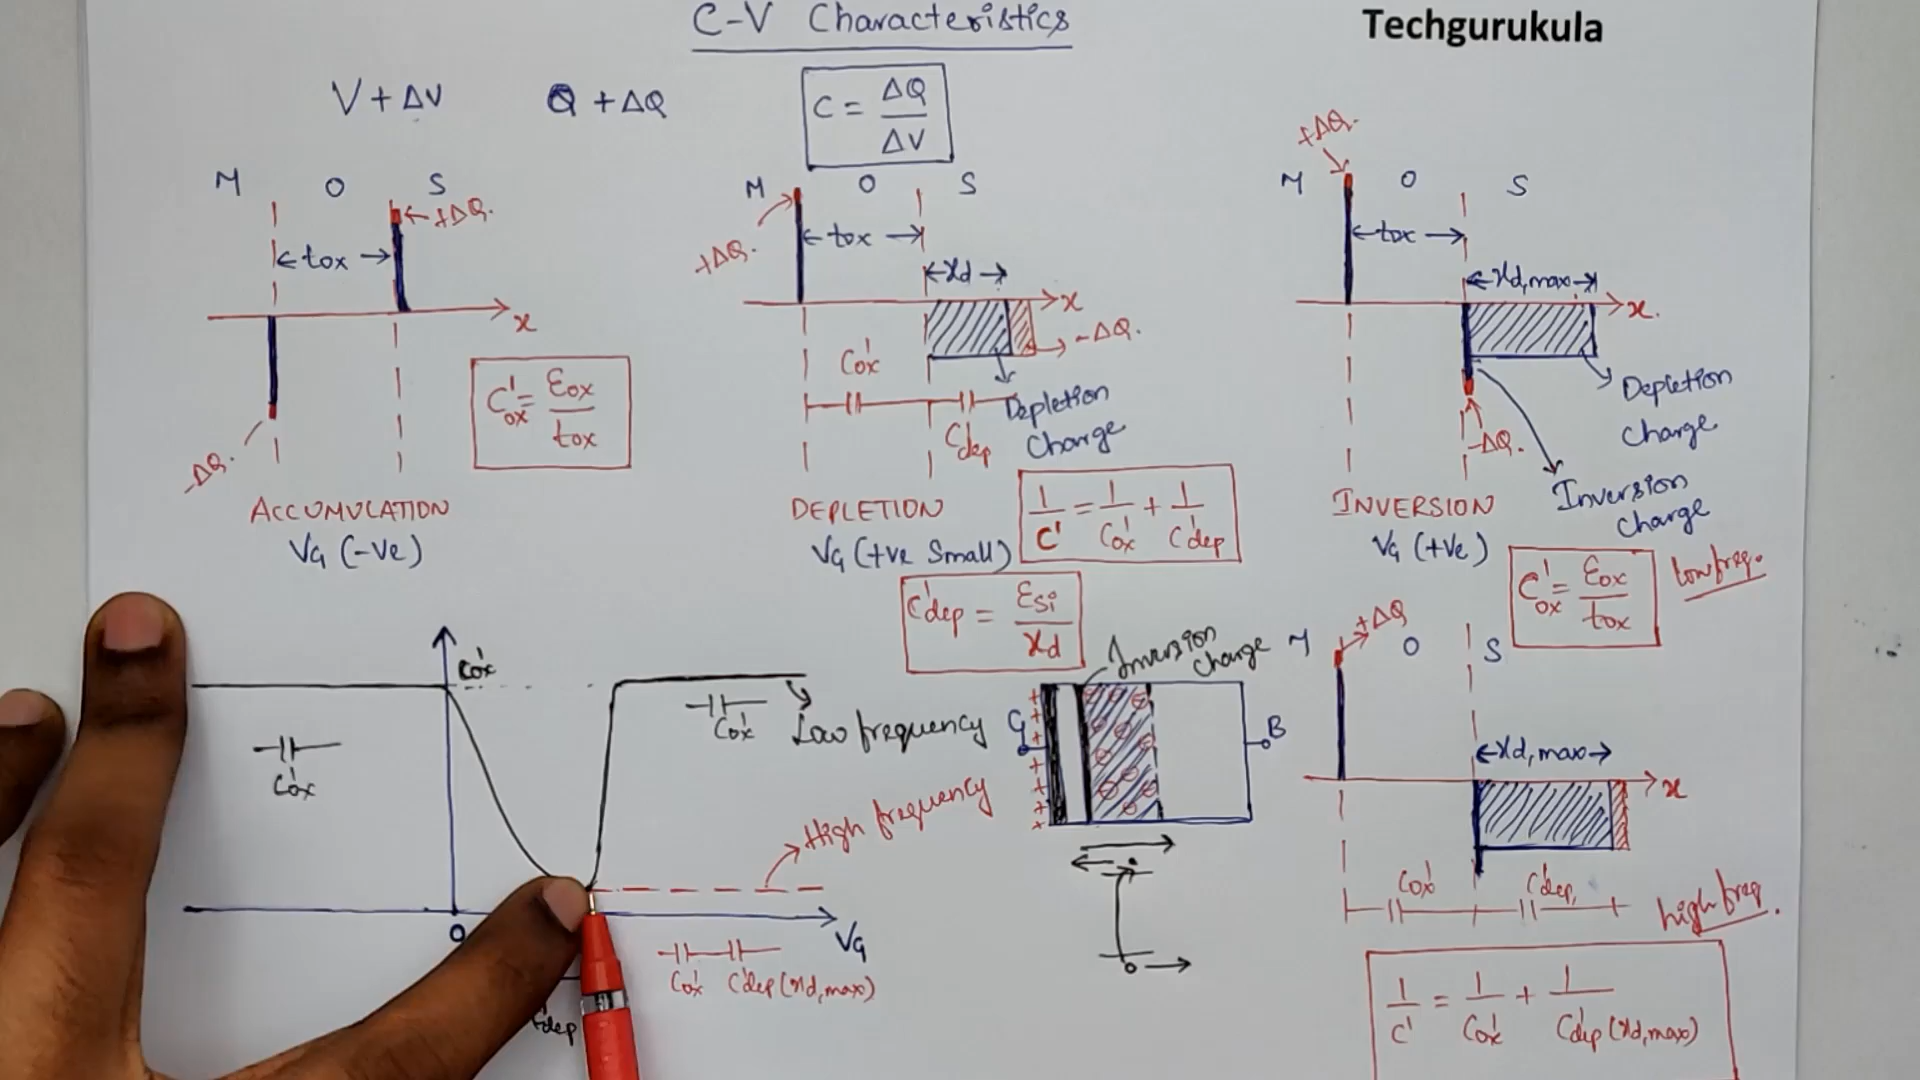 C-V Characteristics
Techgurukula
V + ΔV
Q + ΔQ
C = ΔQ / ΔV
M O S
←+ΔQ.
←tox→
x
-ΔQ.
C'ox = εox / tox
ACCUMULATION
VG (-ve)
M O S
+ΔQ.
←tox→
←xd→
x
-ΔQ.
C'ox
C'dep
Depletion
Charge
DEPLETION
VG (+ve Small)
1/C' = 1/C'ox + 1/C'dep
C'dep = εsi / xd
+ΔQ.
M O S
←tox→
←xd,max→
x.
-ΔQ.
Depletion
Charge
Inversion
Charge
INVERSION
VG (+ve)
C'ox = εox / tox
low freq.
C'ox
C'ox
C'ox
Low frequency
High frequency
0
VG
C'ox C'dep (xd,max)
dep
Inversion
Charge
G
+ + + + + + +
B
M O S
+ΔQ
←xd,max→
x
C'ox C'dep,
high freq.
1/C' = 1/C'ox + 1/C'dep (xd,max)